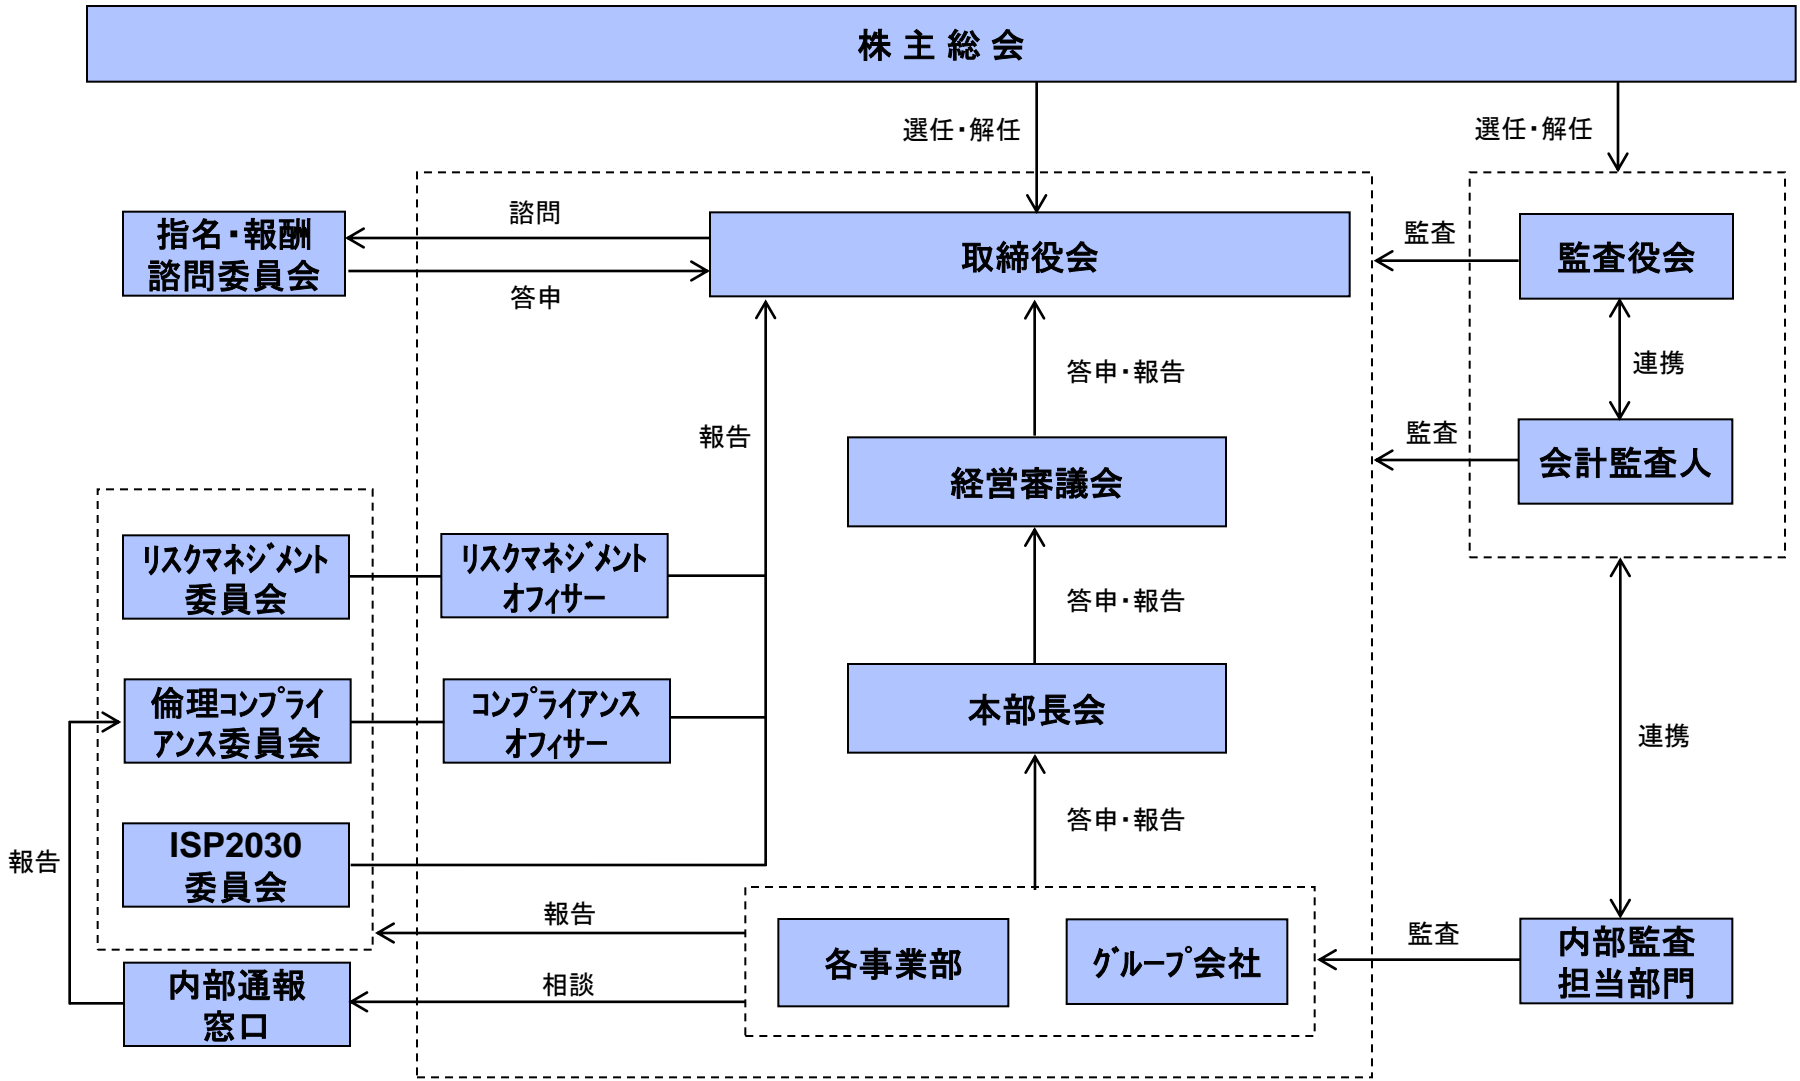 株主総会
選任・解任
選任・解任
指名・報酬
諮問委員会
諮問
答申
取締役会
監査
監査役会
連携
答申・報告
報告
監査
会計監査人
経営審議会
ﾘｽｸﾏﾈｼﾞﾒﾝﾄ
委員会
ﾘｽｸﾏﾈｼﾞﾒﾝﾄ
ｵﾌｨｻｰ
答申・報告
倫理ｺﾝﾌﾟﾗｲ
ｱﾝｽ委員会
ｺﾝﾌﾟﾗｲｱﾝｽ
ｵﾌｨｻｰ
本部長会
連携
答申・報告
報告
ISP2030
委員会
報告
相談
各事業部
ｸﾞﾙｰﾌﾟ会社
監査
内部監査
担当部門
内部通報
窓口